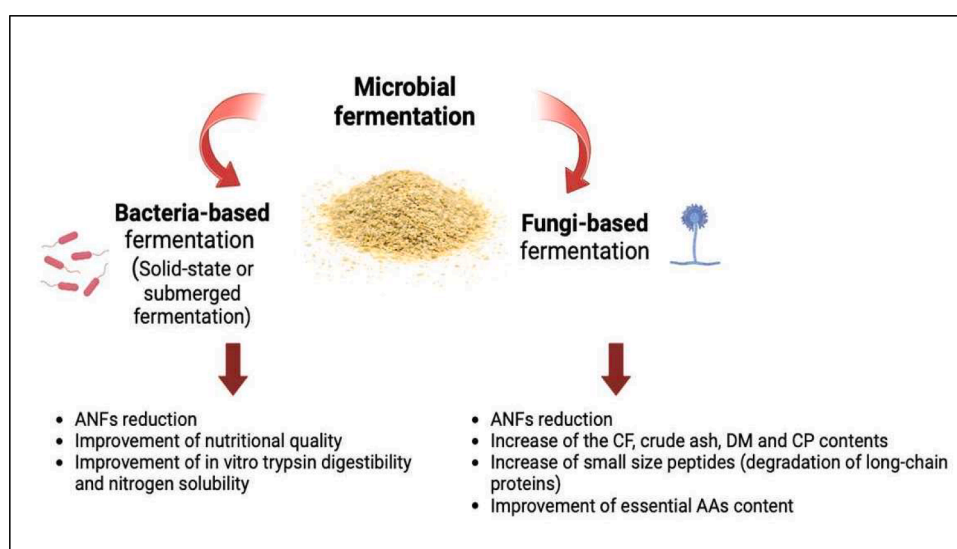 Microbial
fermentation
Bacteria-based
fermentation
(Solid-state or
submerged
fermentation)
Fungi-based
fermentation
• ANFs reduction
• Improvement of nutritional quality
• Improvement of in vitro trypsin digestibility
and nitrogen solubility
• ANFs reduction
• Increase of the CF, crude ash, DM and CP contents
• Increase of small size peptides (degradation of long-chain
proteins)
• Improvement of essential AAs content